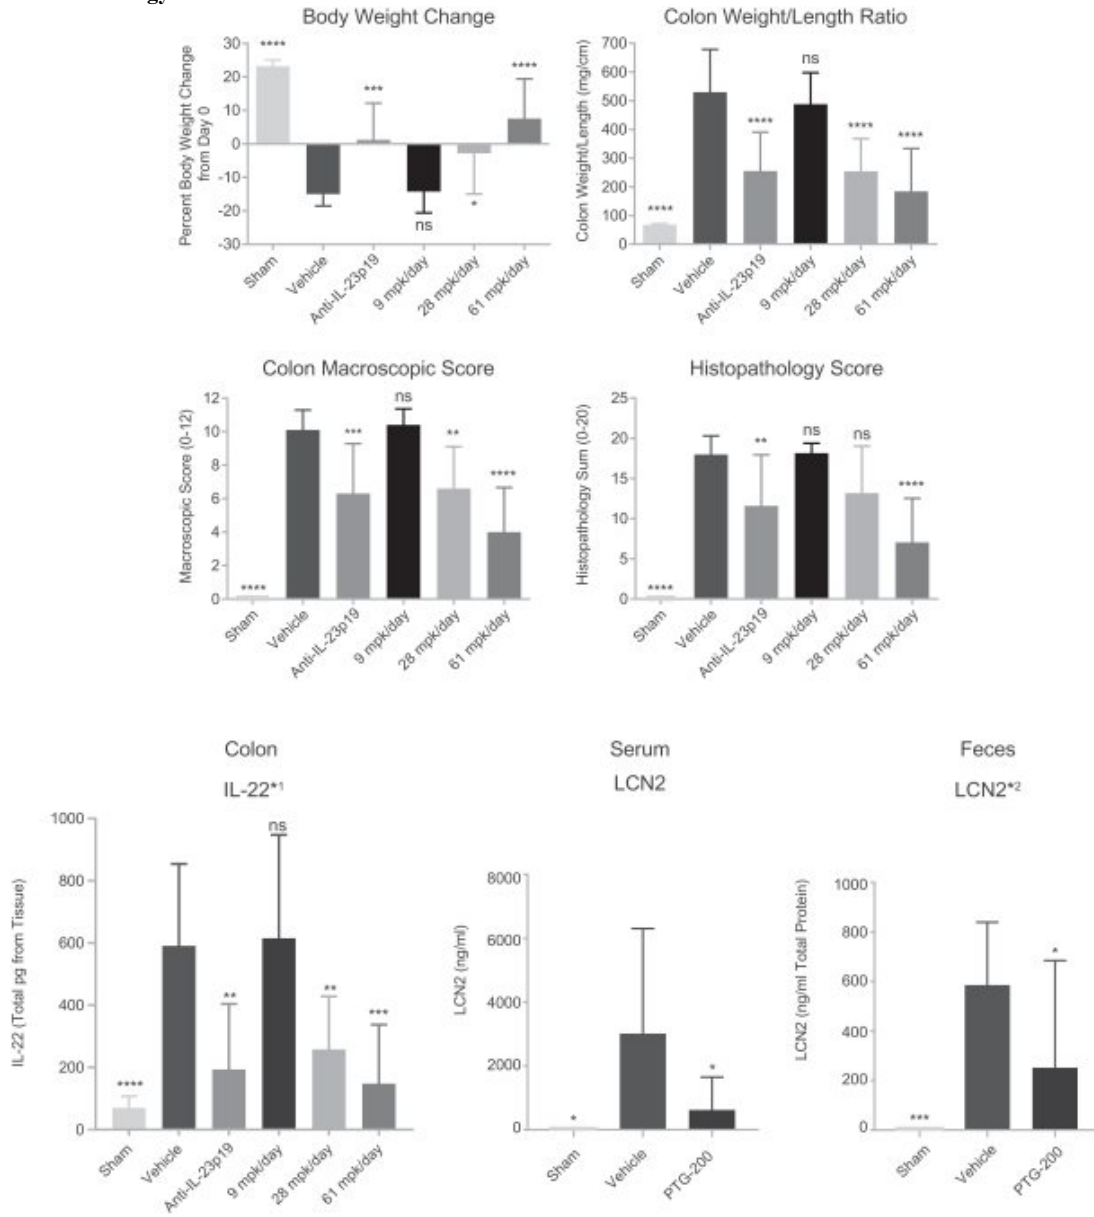 gy
Body Weight Change
Percent Body Weight Change
from Day 0
30
20
10
0
-10
-20
-30
****
***
ns
*
****
Sham
Vehicle
Anti-IL-23p19
9 mpk/day
28 mpk/day
61 mpk/day
Colon Weight/Length Ratio
Colon Weight/Length (mg/cm)
700
600
500
400
300
200
100
0
****
****
ns
****
****
Sham
Vehicle
Anti-IL-23p19
9 mpk/day
28 mpk/day
61 mpk/day
Colon Macroscopic Score
Macroscopic Score (0-12)
12
10
8
6
4
2
0
****
***
ns
**
****
Sham
Vehicle
Anti-IL-23p19
9 mpk/day
28 mpk/day
61 mpk/day
Histopathology Score
Histopathology Sum (0-20)
25
20
15
10
5
0
****
**
ns
ns
****
Sham
Vehicle
Anti-IL-23p19
9 mpk/day
28 mpk/day
61 mpk/day
Colon
IL-22*1
IL-22 (Total pg from Tissue)
1000
800
600
400
200
0
****
**
ns
**
***
Sham
Vehicle
Anti-IL-23p19
9 mpk/day
28 mpk/day
61 mpk/day
Serum
LCN2
LCN2 (ng/ml)
8000
6000
4000
2000
0
*
*
Sham
Vehicle
PTG-200
Feces
LCN2*2
LCN2 (ng/ml Total Protein)
1000
800
600
400
200
0
***
*
Sham
Vehicle
PTG-200